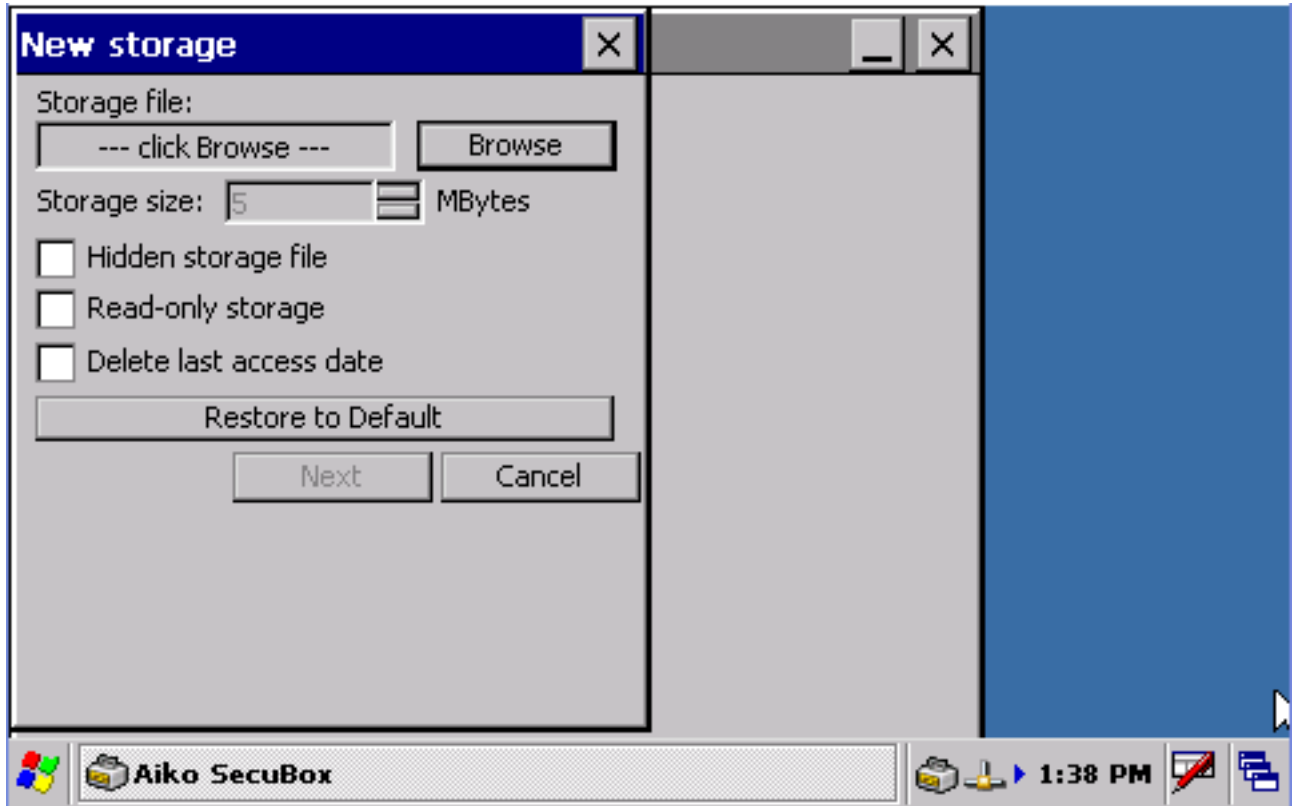 New storage
Storage file:
--- click Browse --- Browse
Storage size: 5 MBytes
Hidden storage file
Read-only storage
Delete last access date
Restore to Default
Next Cancel
Aiko SecuBox 1:38 PM